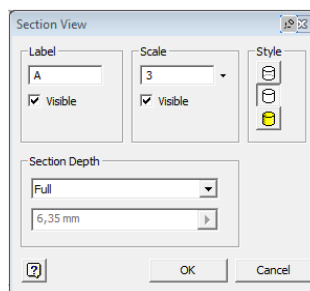 Section View
Label
A
Visible
Scale
3
Visible
Style
Section Depth
Full
6,35 mm
?
OK
Cancel